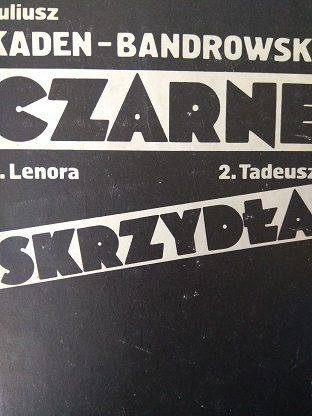 uliusz
KADEN-BANDROWSK
CZARNE
. Lenora 2. Tadeusz
SKRZYDŁA